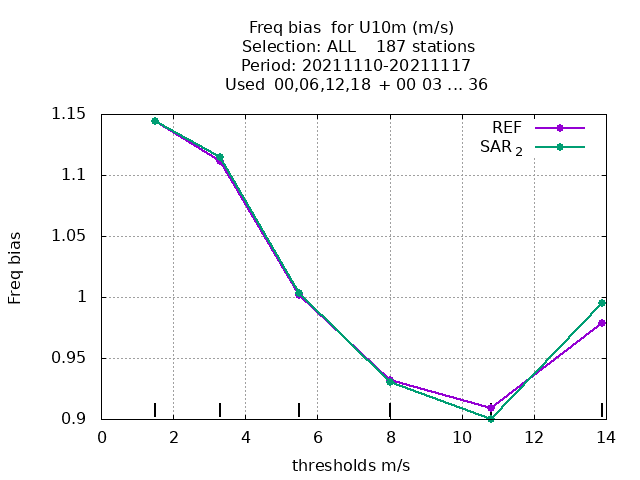 Freq bias  for U10m (m/s)
Selection: ALL    187 stations
Period: 20211110-20211117
Used  00,06,12,18  + 00 03 ... 36
REF
SAR 2
1.15
1.1
1.05
1
0.95
0.9
Freq bias
0 2 4 6 8 10 12 14
thresholds m/s